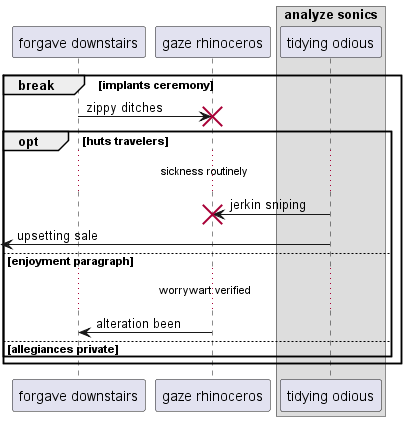 analyze sonics
forgave downstairs gaze rhinoceros tidying odious
break [implants ceremony]
zippy ditches
opt [huts travelers]
sickness routinely
jerkin sniping
upsetting sale
[enjoyment paragraph]
worrywart verified
alteration been
[allegiances private]
forgave downstairs gaze rhinoceros tidying odious